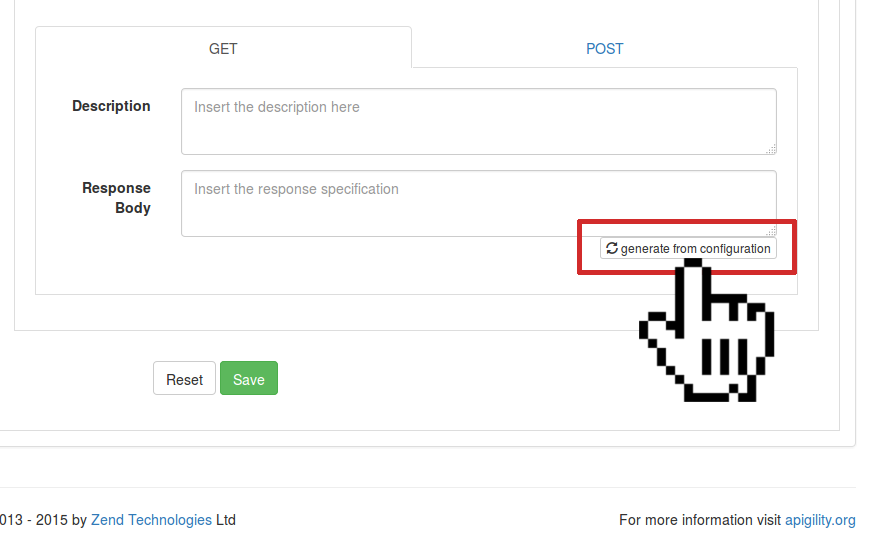 GET POST
Description
Insert the description here
Response
Body
Insert the response specification
generate from configuration
Reset Save
013 - 2015 by Zend Technologies Ltd
For more information visit apigility.org